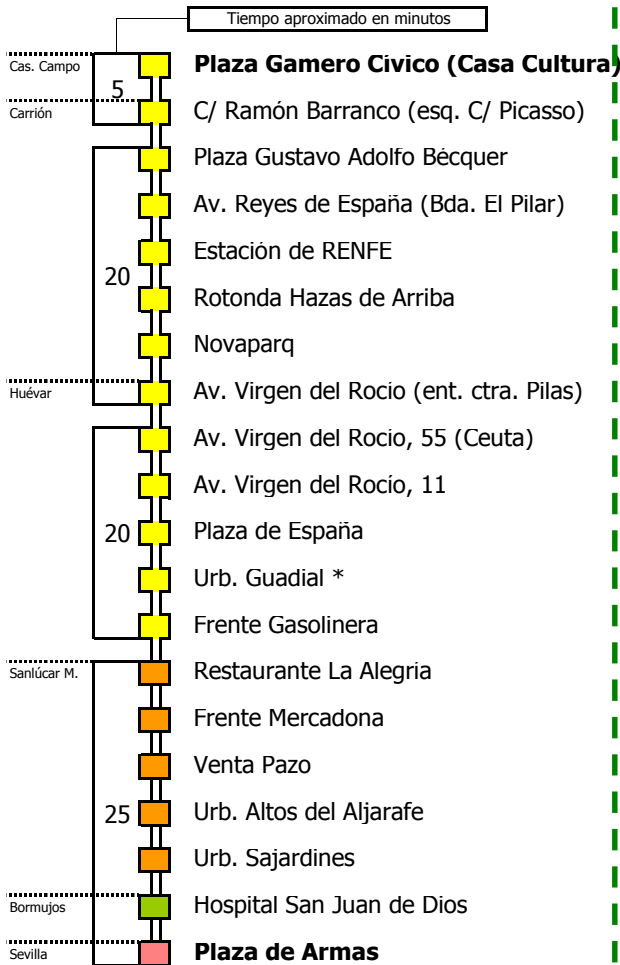 Tiempo aproximado en minutos
Cas. Campo
Plaza Gamero Cívico (Casa Cultura)
5
Carrión
C/ Ramón Barranco (esq. C/ Picasso)
Plaza Gustavo Adolfo Bécquer
Av. Reyes de España (Bda. El Pilar)
Estación de RENFE
20
Rotonda Hazas de Arriba
Novaparq
Huévar
Av. Virgen del Rocio (ent. ctra. Pilas)
Av. Virgen del Rocio, 55 (Ceuta)
Av. Virgen del Rocío, 11
20
Plaza de España
Urb. Guadial *
Frente Gasolinera
Sanlúcar M.
Restaurante La Alegria
Frente Mercadona
Venta Pazo
25
Urb. Altos del Aljarafe
Urb. Sajardines
Bormujos
Hospital San Juan de Dios
Sevilla
Plaza de Armas